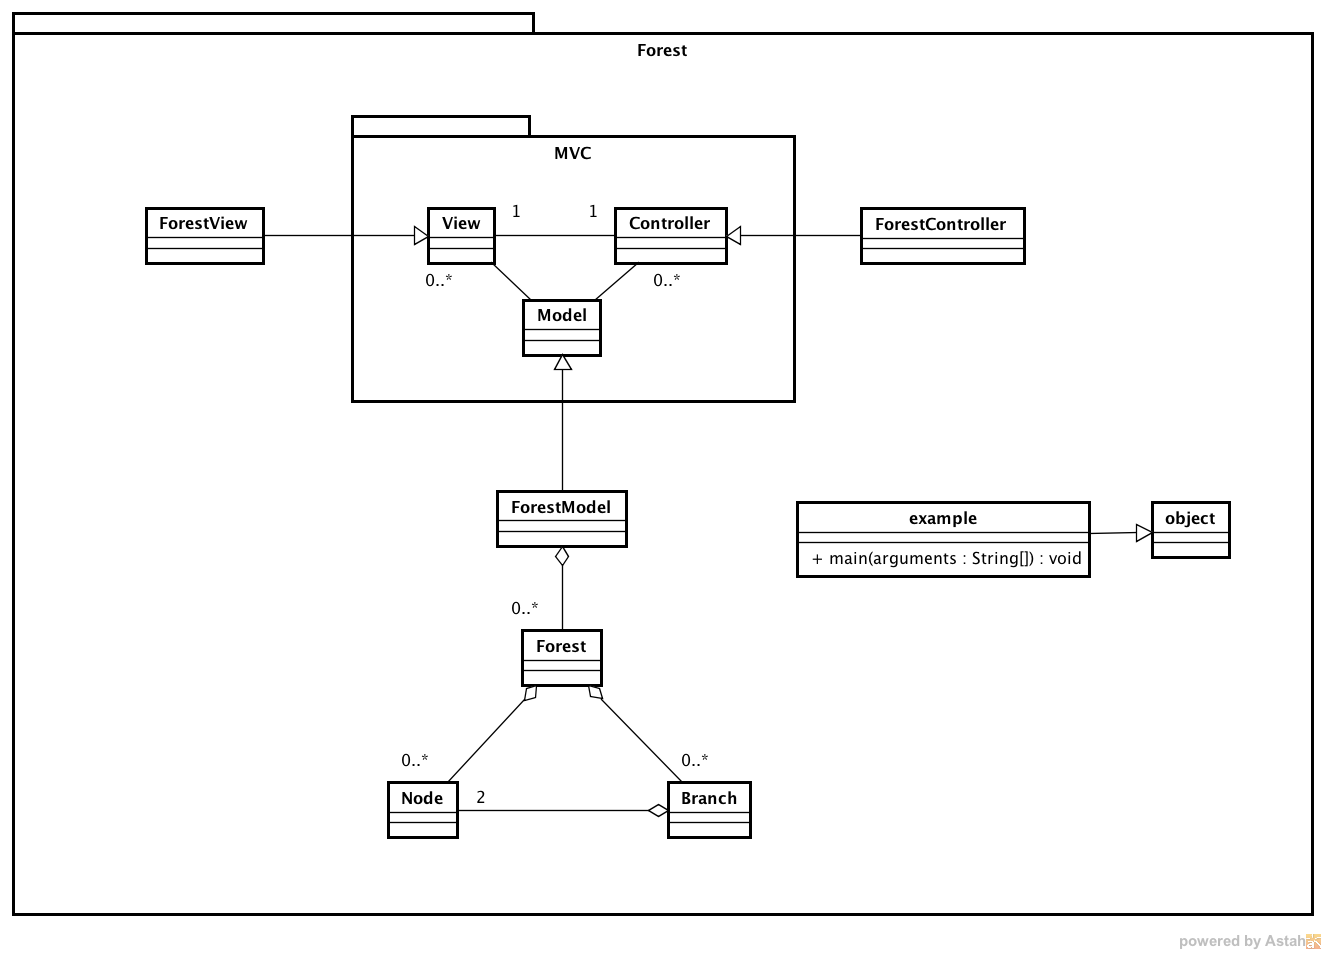 Forest
MVC
ForestView
View
1
1
Controller
ForestController
0..*
0..*
Model
ForestModel
example
+ main(arguments : String[]) : void
object
0..*
Forest
0..*
0..*
Node
2
Branch
powered by Astah